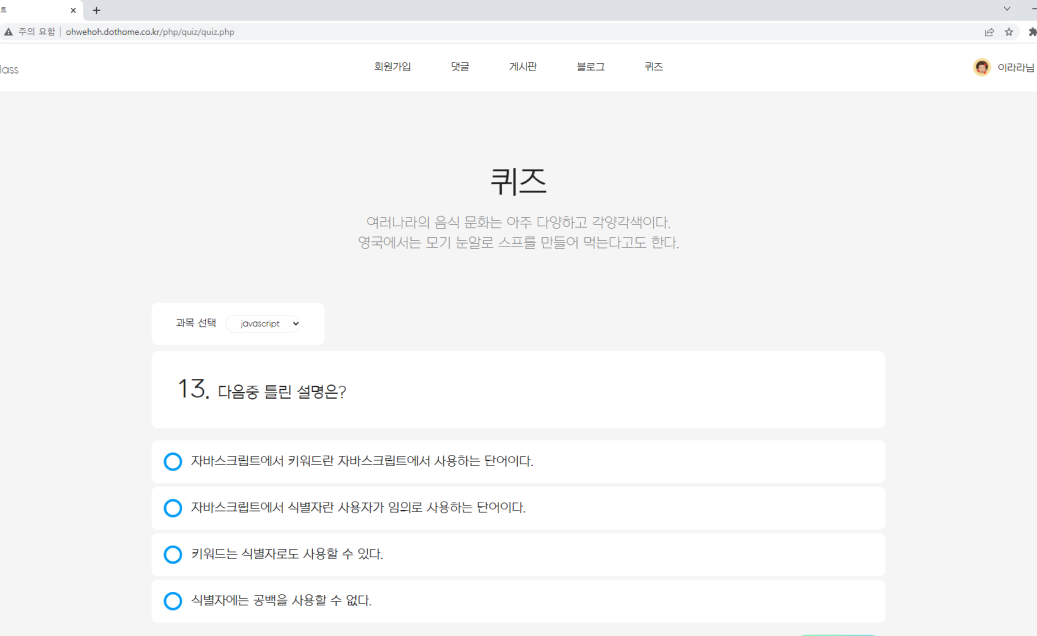 트
주의 요함 | ohwehoh.dothome.co.kr/php/quiz/quiz.php
lass
회원가입 댓글 게시판 블로그 퀴즈
이라라님
퀴즈
여러나라의 음식 문화는 아주 다양하고 각양각색이다.
영국에서는 모기 눈알로 스프를 만들어 먹는다고도 한다.
과목 선택 javascript
13. 다음중 틀린 설명은?
자바스크립트에서 키워드란 자바스크립트에서 사용하는 단어이다.
자바스크립트에서 식별자란 사용자가 임의로 사용하는 단어이다.
키워드는 식별자로도 사용할 수 있다.
식별자에는 공백을 사용할 수 없다.